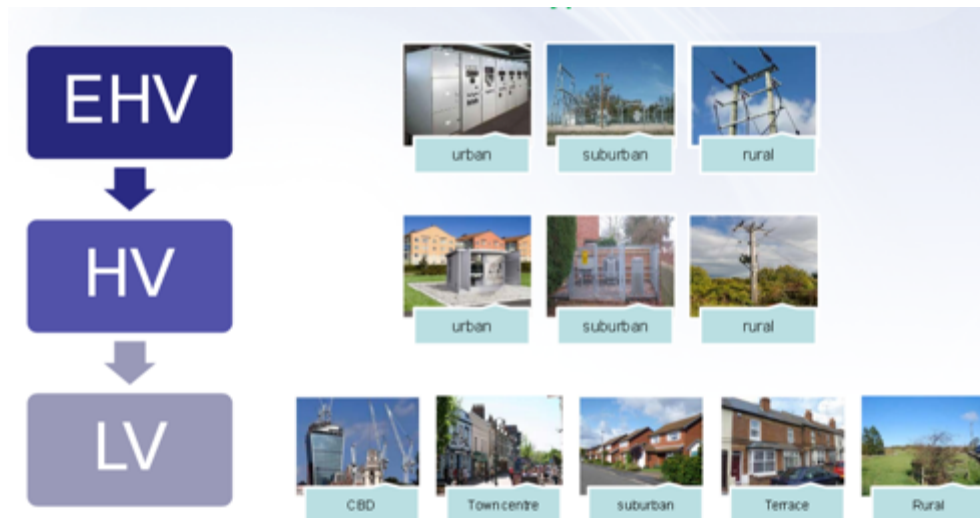 EHV
urban
suburban
rural
HV
urban
suburban
rural
LV
CBD
Town centre
suburban
Terrace
Rural